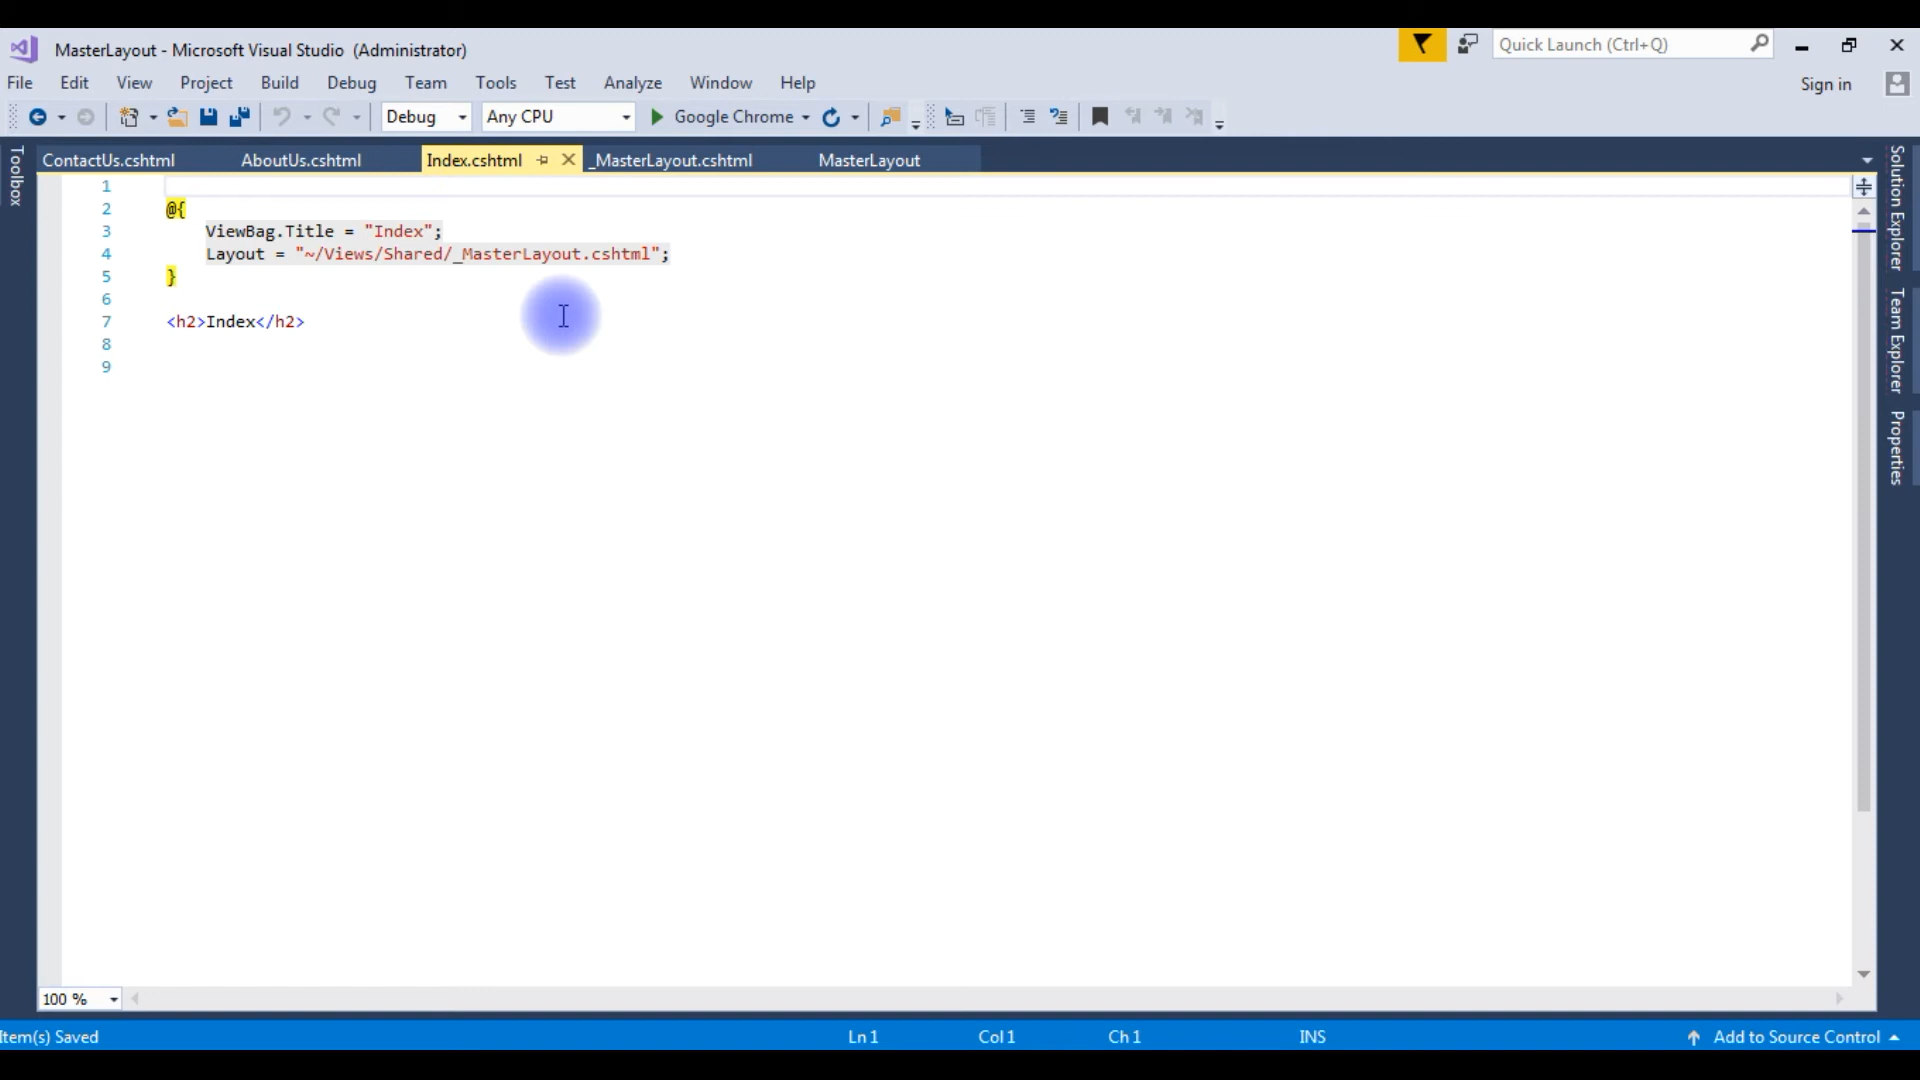 MasterLayout - Microsoft Visual Studio (Administrator)
Quick Launch (Ctrl+Q)
File Edit View Project Build Debug Team Tools Test Analyze Window Help
Sign in
Debug Any CPU Google Chrome
ContactUs.cshtml AboutUs.cshtml Index.cshtml _MasterLayout.cshtml MasterLayout
Toolbox
Solution Explorer
Team Explorer
Properties
1
2 @{
3 ViewBag.Title = "Index";
4 Layout = "~/Views/Shared/_MasterLayout.cshtml";
5 }
6
7 <h2>Index</h2>
8
9
100 %
Item(s) Saved Ln 1 Col 1 Ch 1 INS Add to Source Control